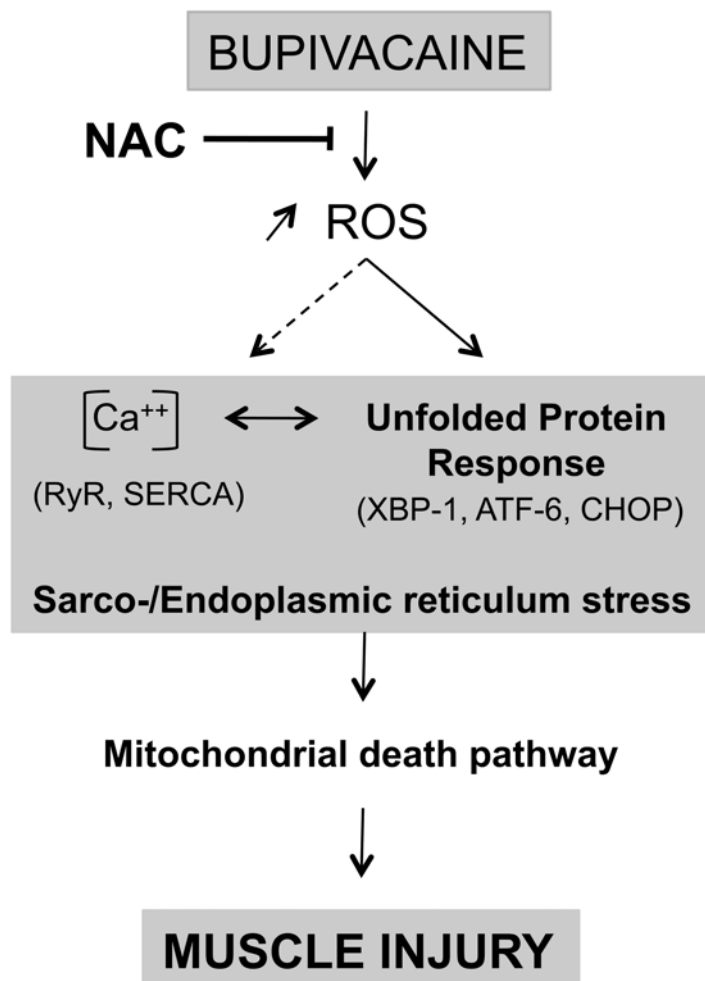 BUPIVACAINE
NAC
ROS
[Ca⁺⁺]
(RyR, SERCA)
Unfolded Protein
Response
(XBP-1, ATF-6, CHOP)
Sarco-/Endoplasmic reticulum stress
Mitochondrial death pathway
MUSCLE INJURY